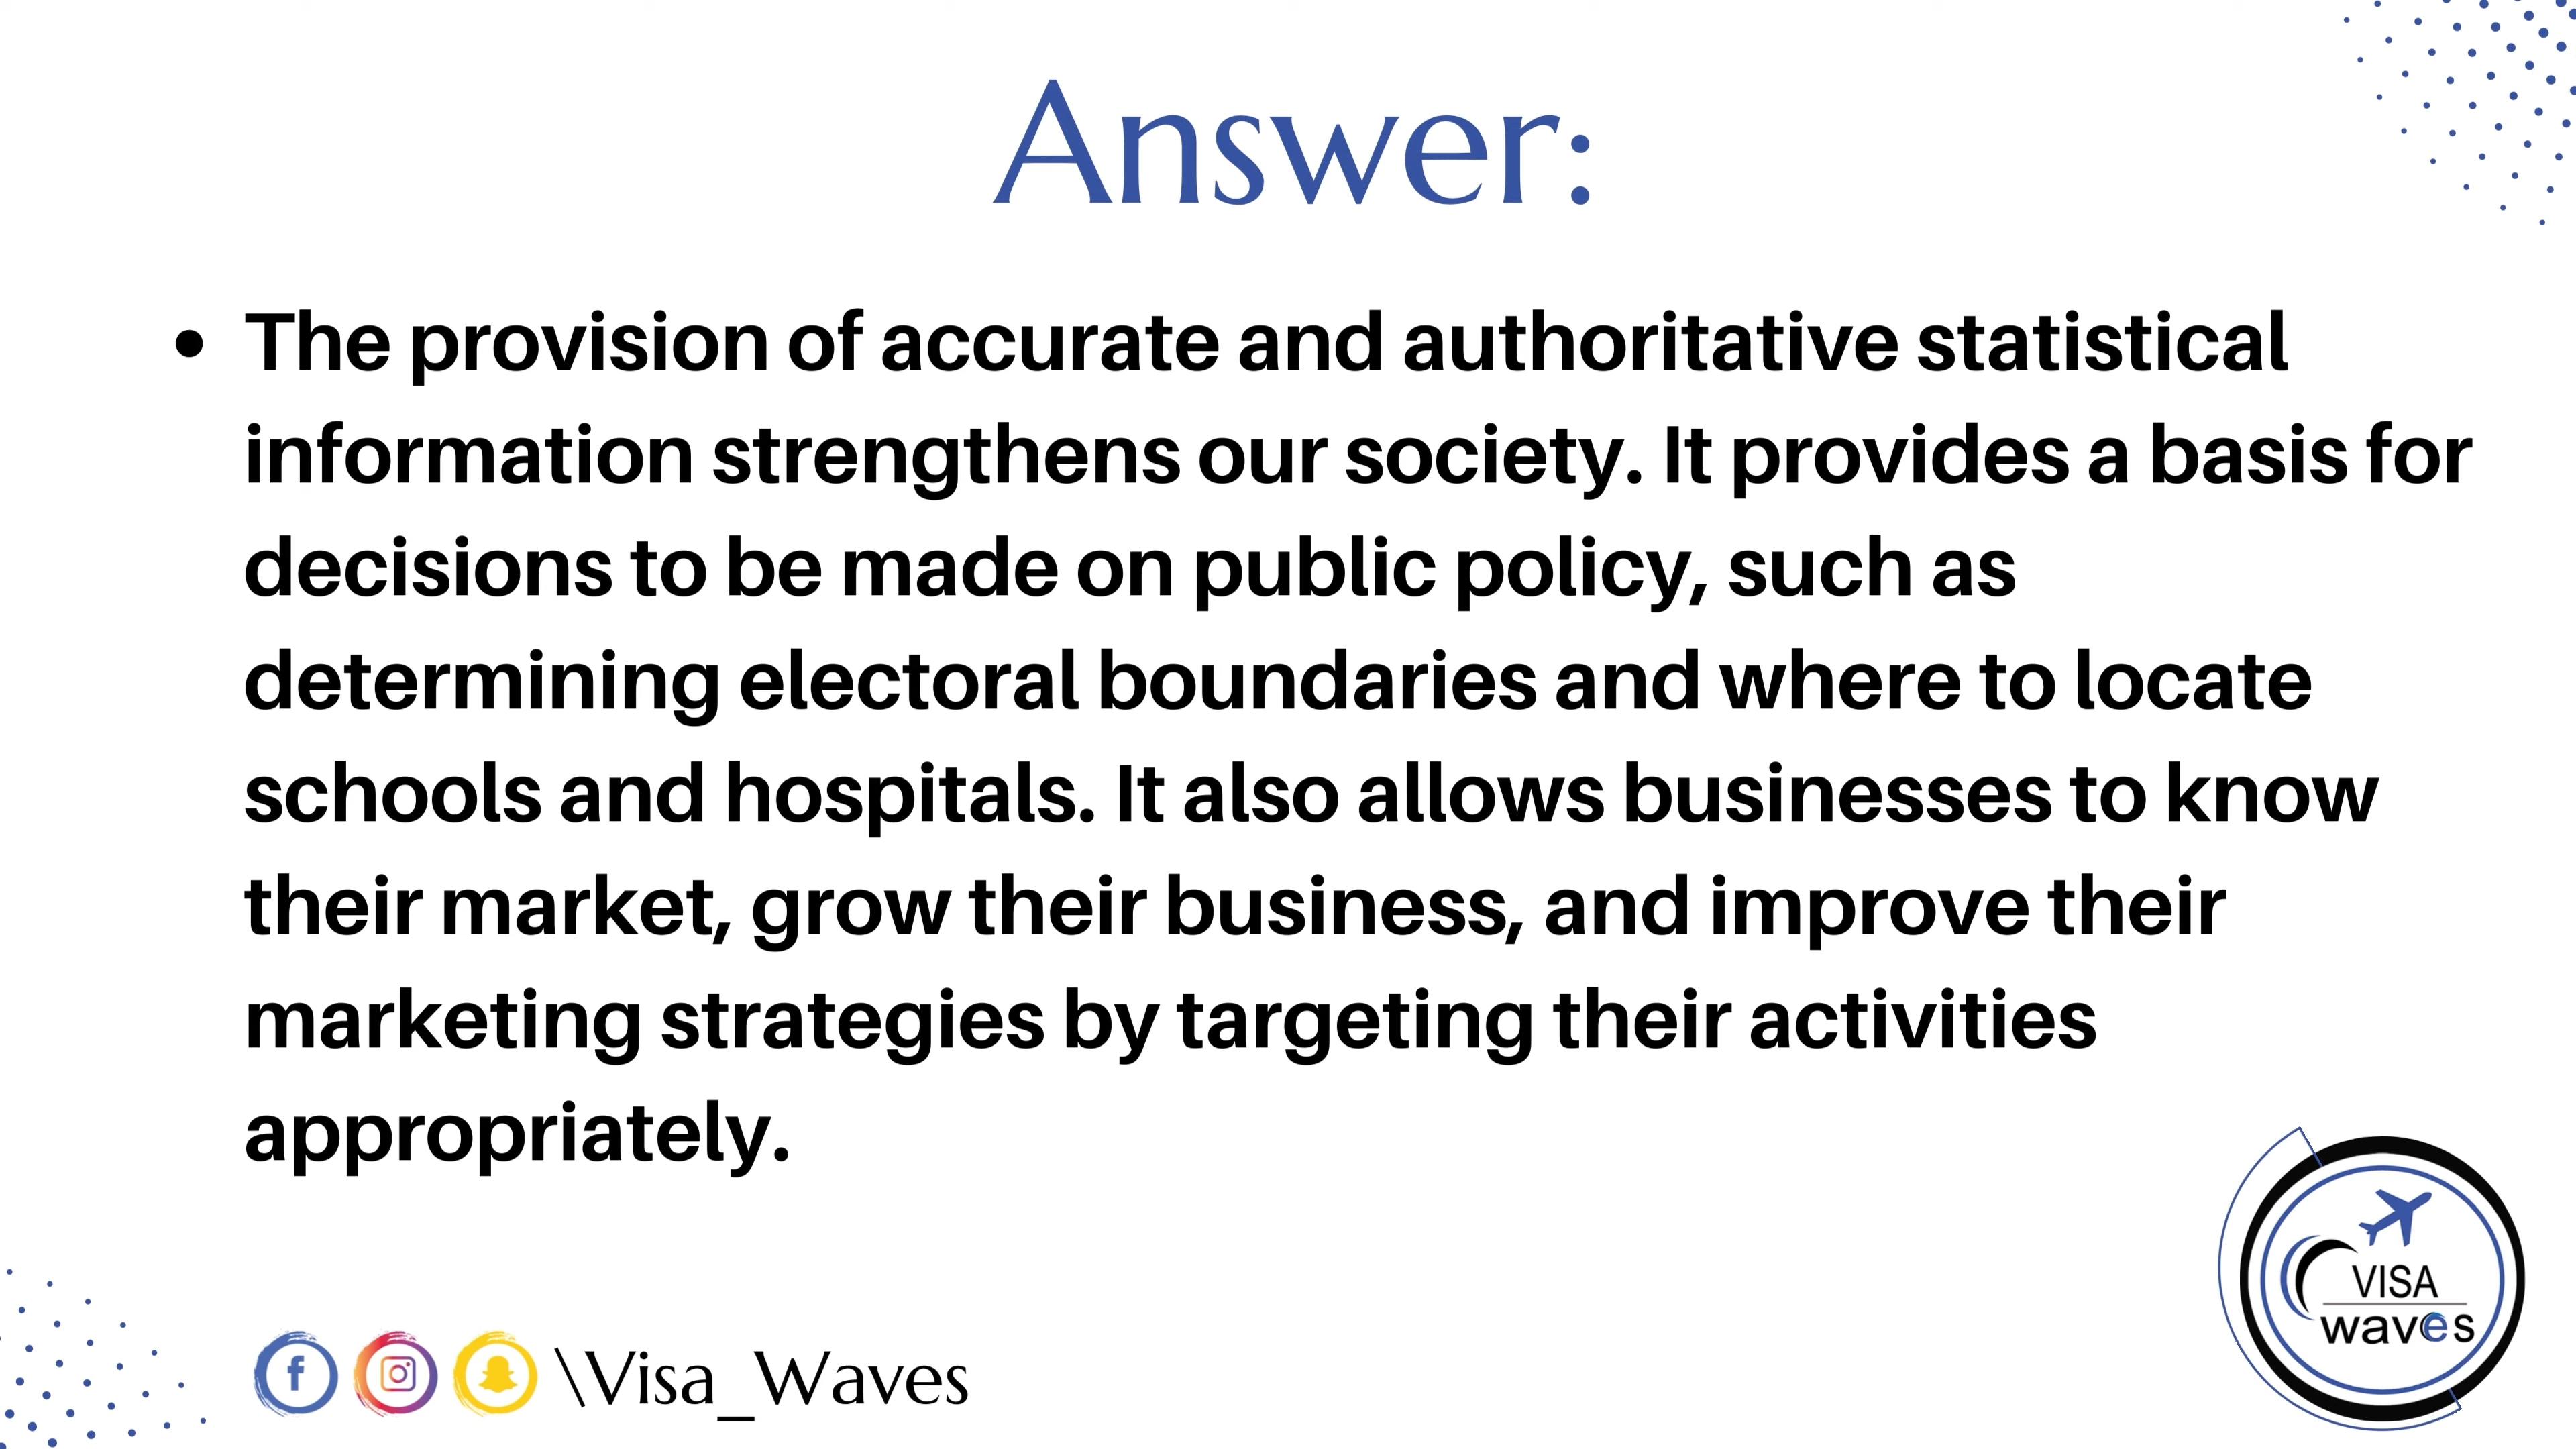 Answer:
• The provision of accurate and authoritative statistical
information strengthens our society. It provides a basis for
decisions to be made on public policy, such as
determining electoral boundaries and where to locate
schools and hospitals. It also allows businesses to know
their market, grow their business, and improve their
marketing strategies by targeting their activities
appropriately.
VISA
waves
\Visa_Waves